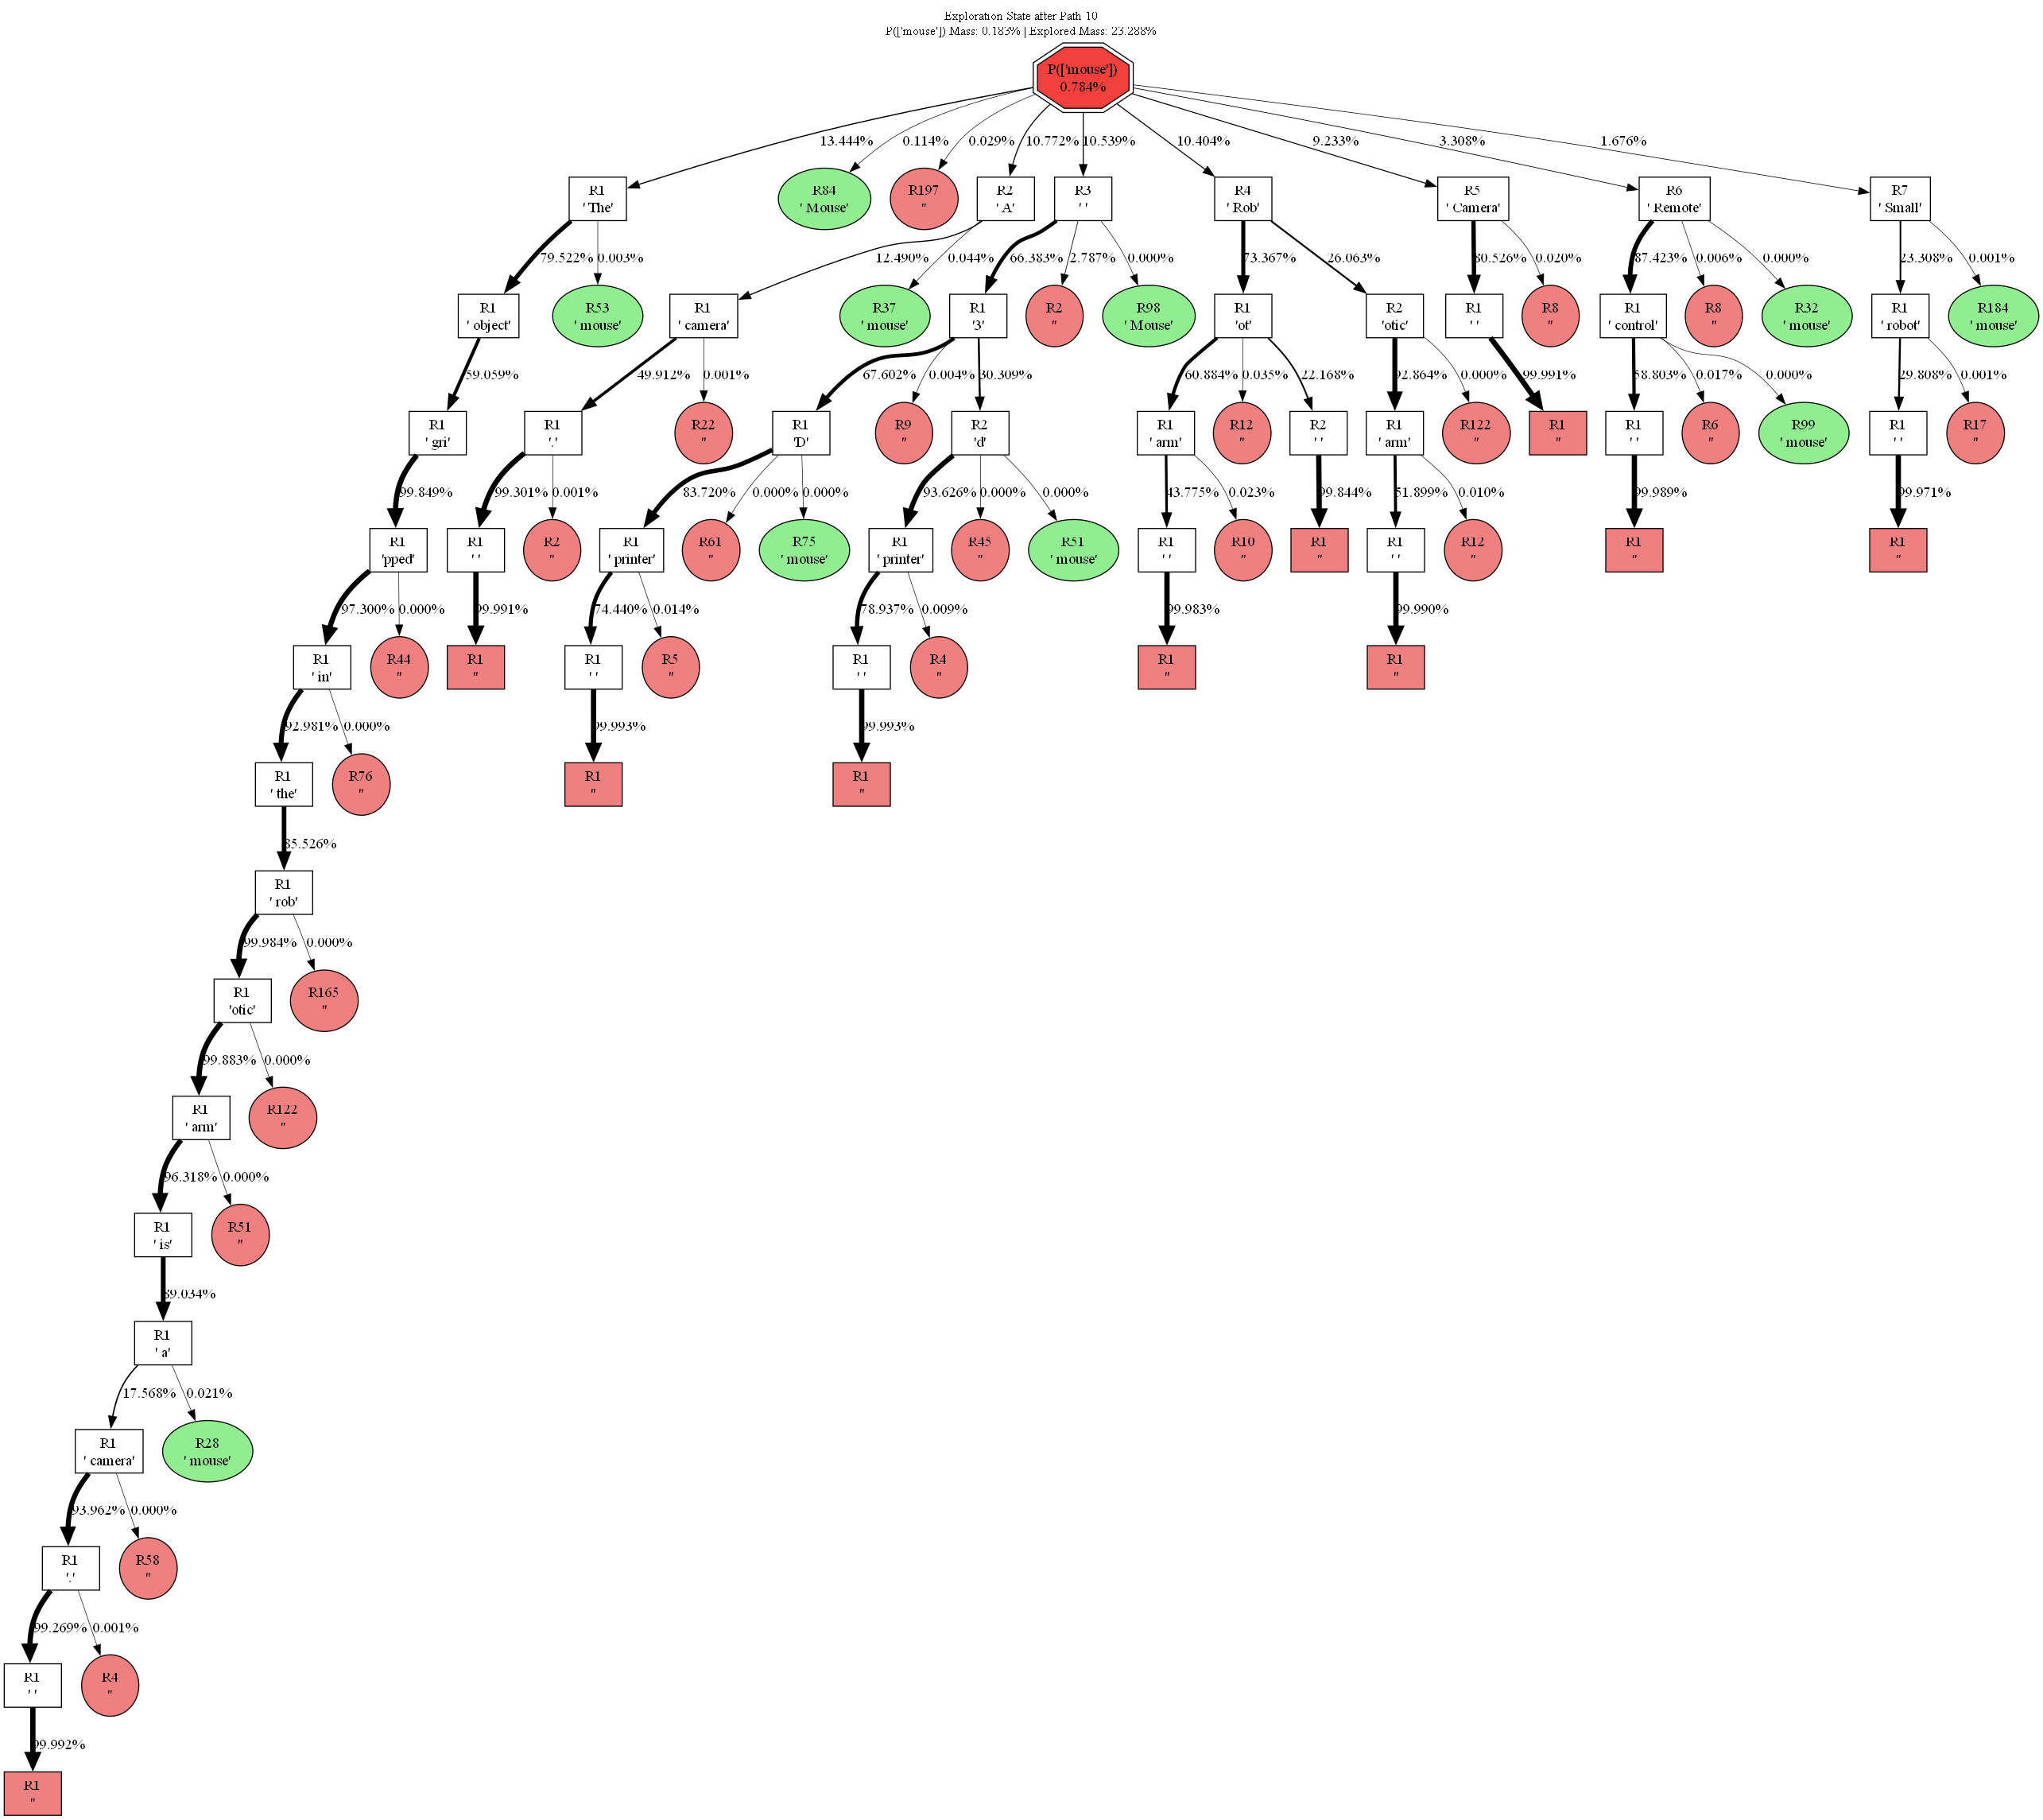 Exploration State after Path 10
P(['mouse']) Mass: 0.183% | Explored Mass: 23.288%
P(['mouse'])
0.784%
13.444%
0.114%
0.029%
10.772%
10.539%
10.404%
9.233%
3.308%
1.676%
R1
' The'
R84
' Mouse'
R197
''
R2
' A'
R3
' '
R4
' Rob'
R5
' Camera'
R6
' Remote'
R7
' Small'
79.522%
0.003%
12.490%
0.044%
66.383%
2.787%
0.000%
73.367%
26.063%
80.526%
0.020%
87.423%
0.006%
0.000%
23.308%
0.001%
R1
' object'
R53
' mouse'
R1
' camera'
R37
' mouse'
R1
'3'
R2
''
R98
' Mouse'
R1
'ot'
R2
'otic'
R1
' '
R8
''
R1
' control'
R8
''
R32
' mouse'
R1
' robot'
R184
' mouse'
59.059%
49.912%
0.001%
67.602%
0.004%
30.309%
60.884%
0.035%
22.168%
92.864%
0.000%
99.991%
58.803%
0.017%
0.000%
29.808%
0.001%
R1
' gri'
R1
'.'
R22
''
R1
'D'
R9
''
R2
'd'
R1
' arm'
R12
''
R2
' '
R1
' arm'
R122
''
R1
''
R1
' '
R6
''
R99
' mouse'
R1
' '
R17
''
99.849%
99.301%
0.001%
83.720%
0.000%
0.000%
93.626%
0.000%
0.000%
43.775%
0.023%
99.844%
51.899%
0.010%
99.989%
99.971%
R1
'pped'
R1
' '
R2
''
R1
' printer'
R61
''
R75
' mouse'
R1
' printer'
R45
''
R51
' mouse'
R1
' '
R10
''
R1
''
R1
' '
R12
''
R1
''
R1
''
97.300%
0.000%
99.991%
74.440%
0.014%
78.937%
0.009%
99.983%
99.990%
R1
' in'
R44
''
R1
''
R1
' '
R5
''
R1
' '
R4
''
R1
''
R1
''
92.981%
0.000%
99.993%
99.993%
R1
' the'
R76
''
R1
''
R1
''
85.526%
R1
' rob'
99.984%
0.000%
R1
'otic'
R165
''
99.883%
0.000%
R1
' arm'
R122
''
96.318%
0.000%
R1
' is'
R51
''
89.034%
R1
' a'
17.568%
0.021%
R1
' camera'
R28
' mouse'
93.962%
0.000%
R1
'.'
R58
''
99.269%
0.001%
R1
' '
R4
''
99.992%
R1
''